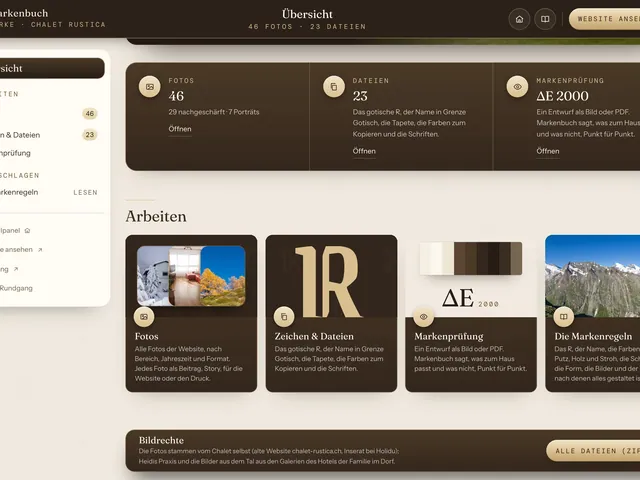 arkenbuch
RKE · CHALET RUSTICA
Übersicht
46 FOTOS · 23 DATEIEN
WEBSITE ANSE
sicht
EITEN
46
n & Dateien
23
nprüfung
SCHLAGEN
arkenregeln
LESEN
ripanel
e ansehen ↗
ng ↗
Rundgang
FOTOS
46
29 nachgeschärft · 7 Porträts
Öffnen
DATEIEN
23
Das gotische R, der Name in Grenze
Gotisch, die Tapete, die Farben zum
Kopieren und die Schriften.
Öffnen
MARKENPRÜFUNG
ΔE 2000
Ein Entwurf als Bild oder PDF.
Markenbuch sagt, was zum Haus
und was nicht, Punkt für Punkt.
Öffnen
Arbeiten
Fotos
Alle Fotos der Website, nach
Bereich, Jahreszeit und Format.
Jedes Foto als Beitrag, Story, für die
Website oder den Druck.
R
Zeichen & Dateien
Das gotische R, der Name in Grenze
Gotisch, die Tapete, die Farben zum
Kopieren und die Schriften.
ΔE 2000
Markenprüfung
Ein Entwurf als Bild oder PDF.
Markenbuch sagt, was zum Haus
passt und was nicht, Punkt für Punkt.
Die Markenregeln
Das R, der Name, die Farben
Putz, Holz und Stroh, die Sch
die Form, die Bilder und der
nach denen alles gestaltet is
Bildrechte
Die Fotos stammen vom Chalet selbst (alte Website chalet-rustica.ch, Inserat bei Holidu):
Heidis Praxis und die Bilder aus dem Tal aus den Galerien des Hotels der Familie im Dorf.
ALLE DATEIEN (ZIP